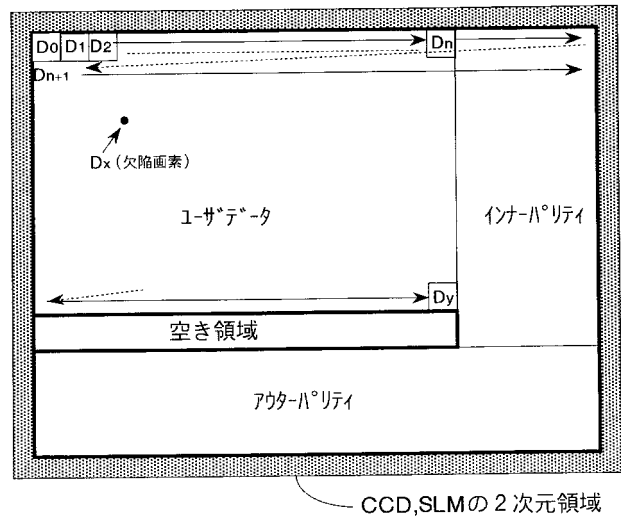 D0 D1 D2 Dn
Dn+1
Dx(欠陥画素)
ﾕｰｻﾞﾃﾞｰﾀ
ｲﾝﾅｰﾊﾟﾘﾃｨ
Dy
空き領域
ｱｳﾀｰﾊﾟﾘﾃｨ
CCD,SLMの2次元領域